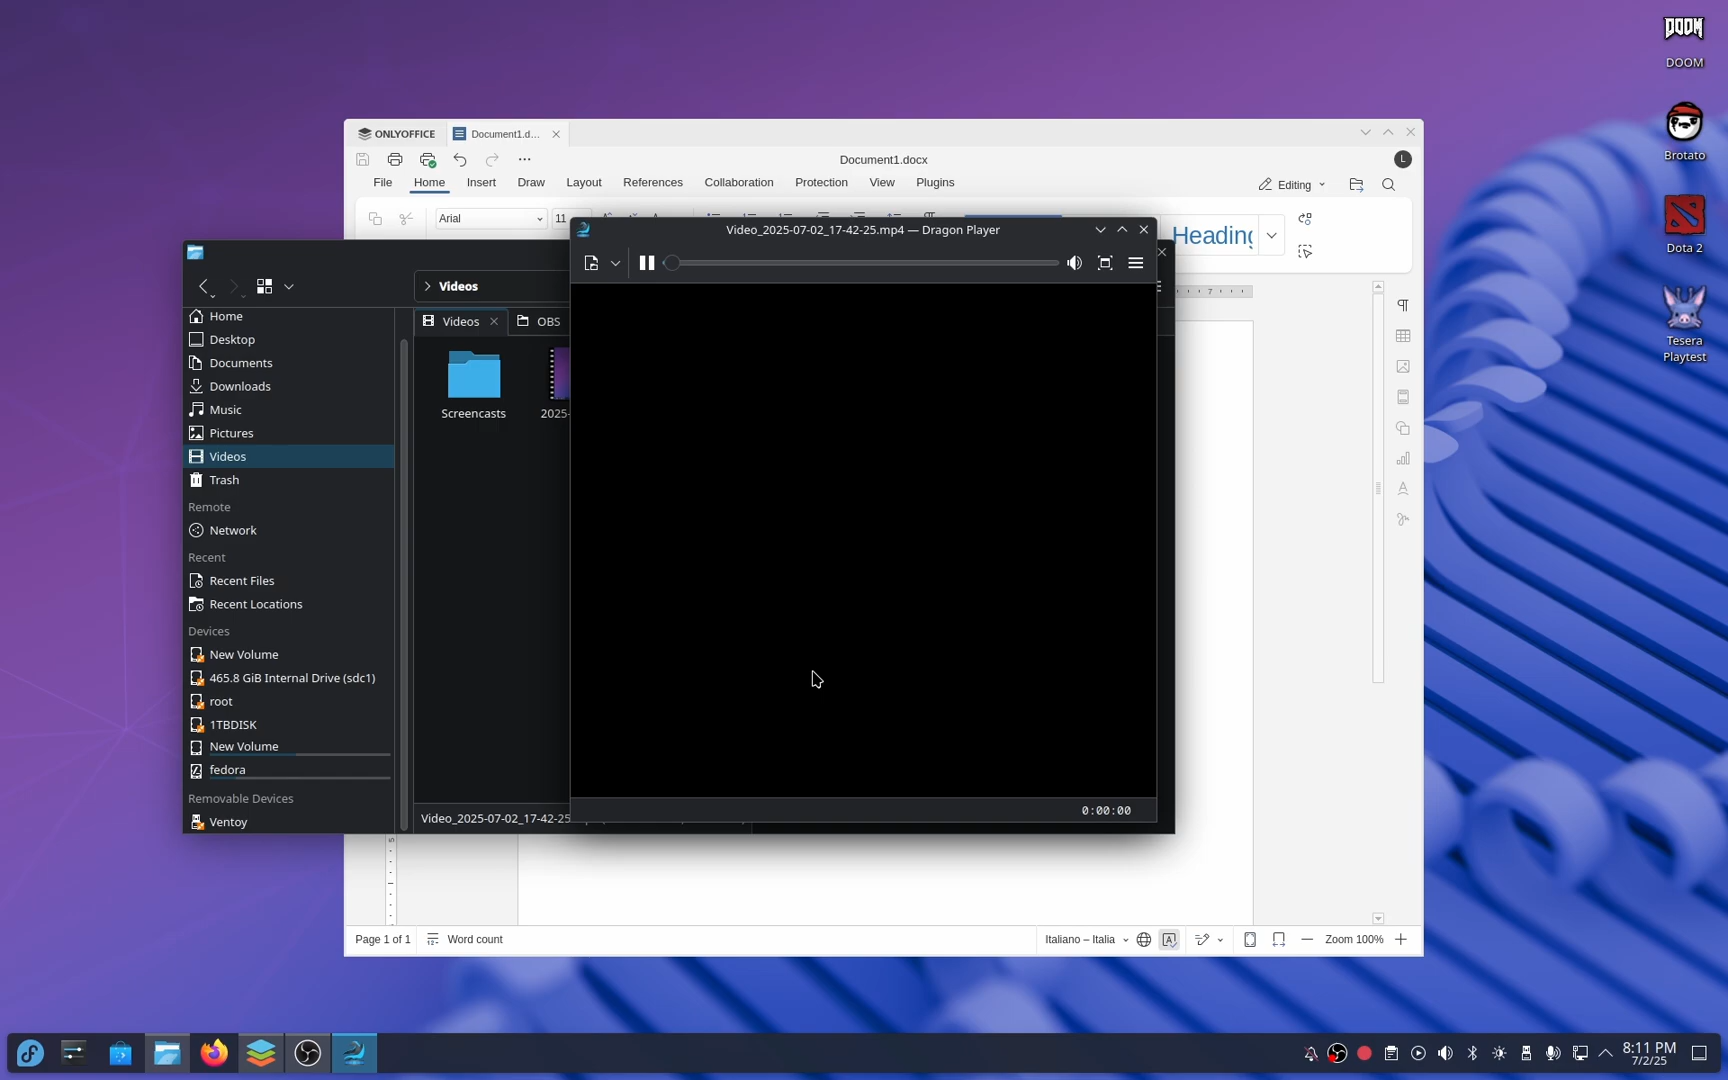 DOOM
DOOM
Brotato
Dota 2
Tesera
Playtest
ONLYOFFICE
Document1.d...
Document1.docx
L
File
Home
Insert
Draw
Layout
References
Collaboration
Protection
View
Plugins
Editing
Arial
11
Heading
Video_2025-07-02_17-42-25.mp4 — Dragon Player
Videos
Videos
OBS
Home
Desktop
Documents
Downloads
Music
Pictures
Videos
Trash
Remote
Network
Recent
Recent Files
Recent Locations
Devices
New Volume
465.8 GiB Internal Drive (sdc1)
root
1TBDISK
New Volume
fedora
Removable Devices
Ventoy
Screencasts
2025-
7
Video_2025-07-02_17-42-25
0:00:00
Page 1 of 1
Word count
Italiano – Italia
Zoom 100%
8:11 PM
7/2/25